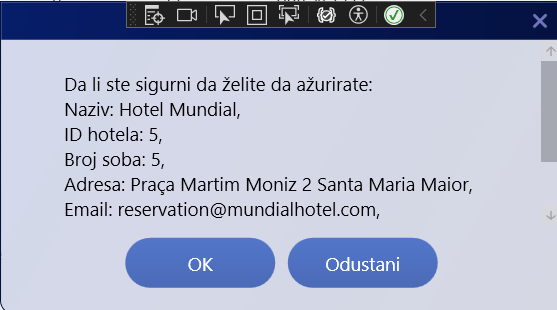 Da li ste sigurni da želite da ažurirate:
Naziv: Hotel Mundial,
ID hotela: 5,
Broj soba: 5,
Adresa: Praça Martim Moniz 2 Santa Maria Maior,
Email: reservation@mundialhotel.com,
OK
Odustani